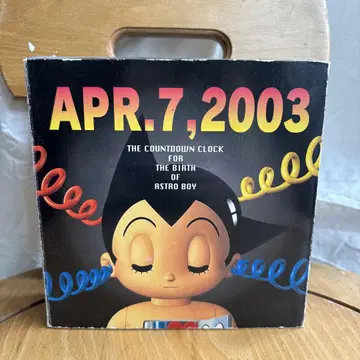 APR.7,2003
THE COUNTDOWN CLOCK
FOR
THE BIRTH
OF
ASTRO BOY